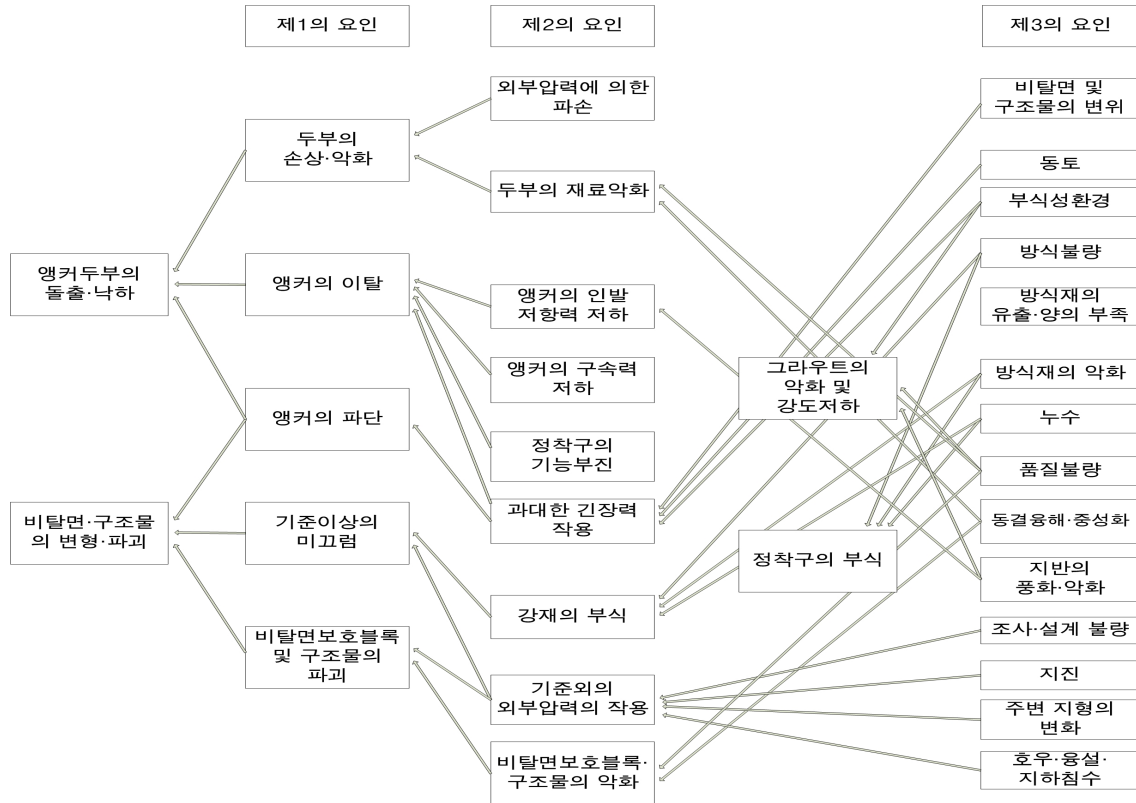 제1의 요인
제2의 요인
제3의 요인
앵커두부의
돌출·낙하
비탈면·구조물
의 변형·파괴
두부의
손상·악화
앵커의 이탈
앵커의 파단
기준이상의
미끄럼
비탈면보호블록
및 구조물의
파괴
외부압력에 의한
파손
두부의 재료악화
앵커의 인발
저항력 저하
앵커의 구속력
저하
정착구의
기능부진
과대한 긴장력
작용
강재의 부식
기준외의
외부압력의 작용
비탈면보호블록·
구조물의 악화
그라우트의
악화 및
강도저하
정착구의 부식
비탈면 및
구조물의 변위
동토
부식성환경
방식불량
방식재의
유출·양의 부족
방식재의 악화
누수
품질불량
동결융해·중성화
지반의
풍화·악화
조사·설계 불량
지진
주변 지형의
변화
호우·융설·
지하침수